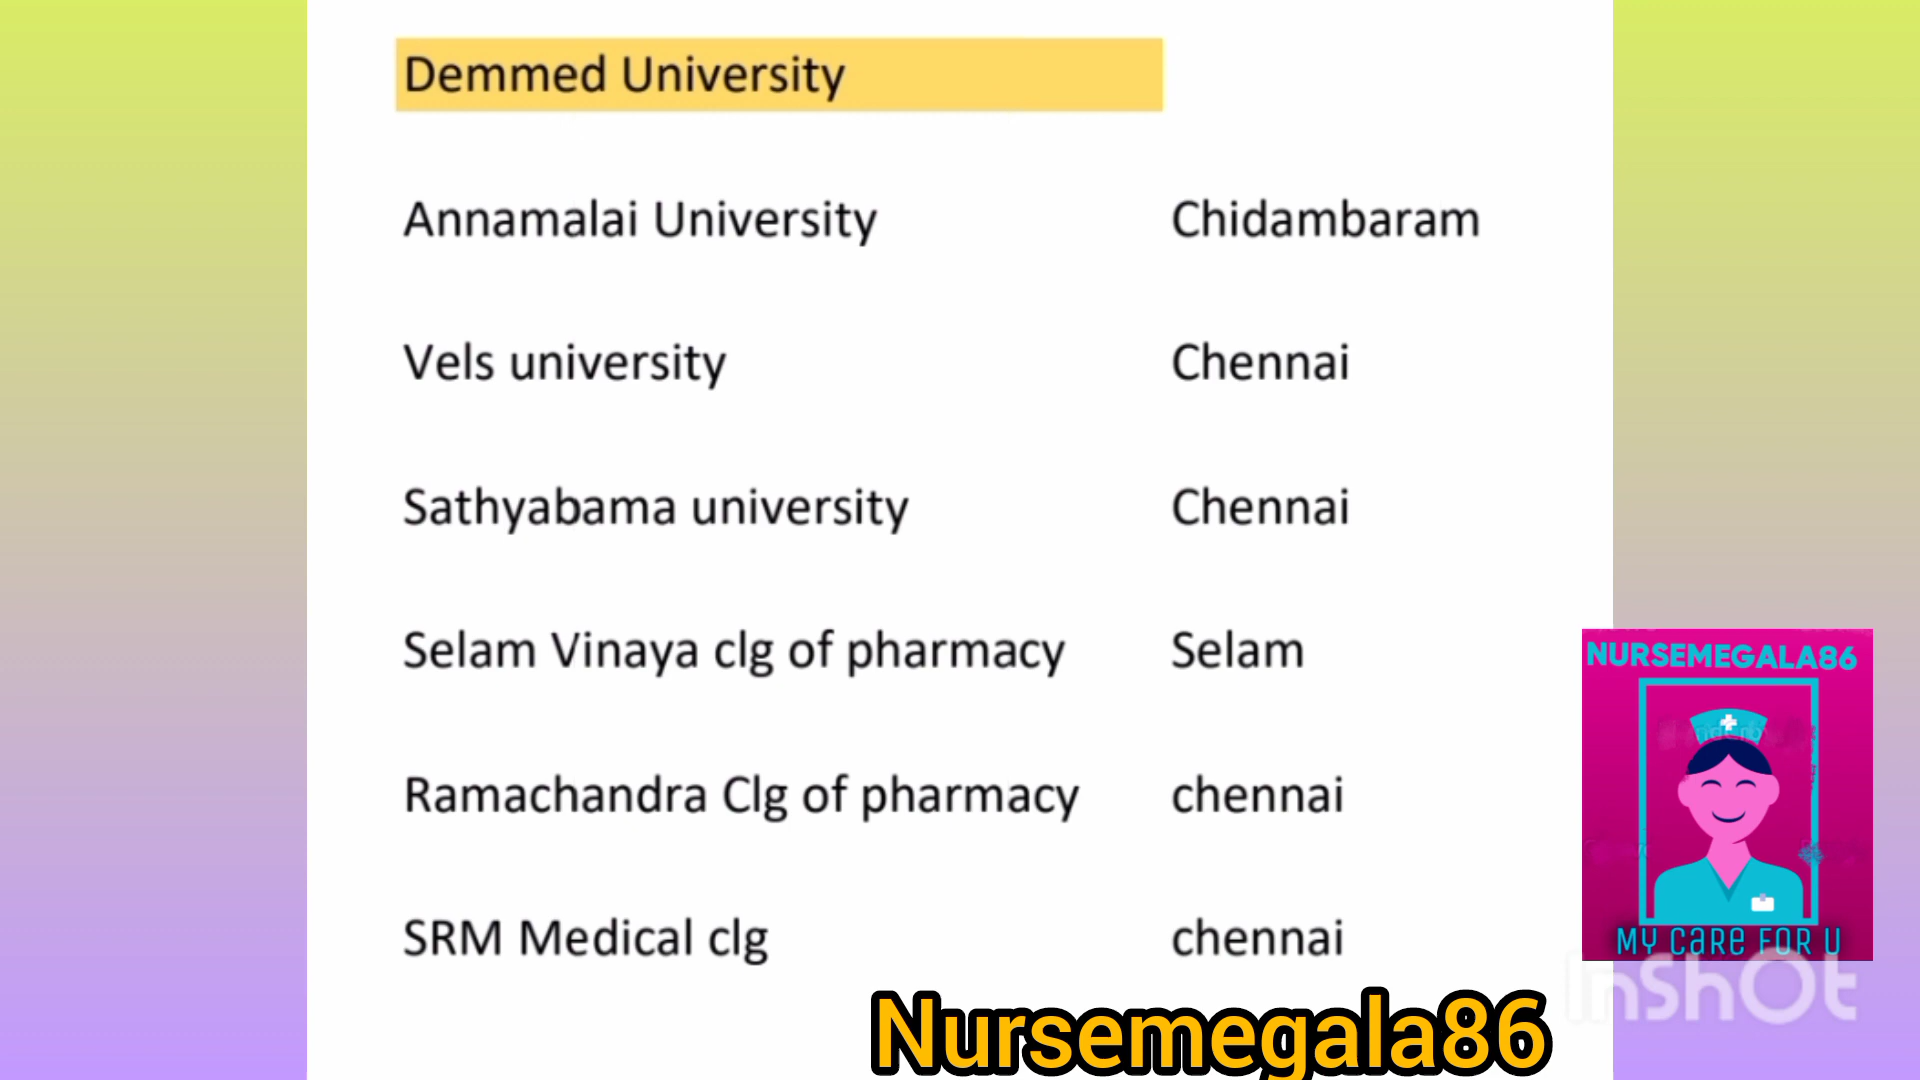 Demmed University
Annamalai University Chidambaram
Vels university Chennai
Sathyabama university Chennai
Selam Vinaya clg of pharmacy Selam
Ramachandra Clg of pharmacy chennai
SRM Medical clg chennai
NURSEMEGALA86
MY CARE FOR U
InShOt
Nursemegala86